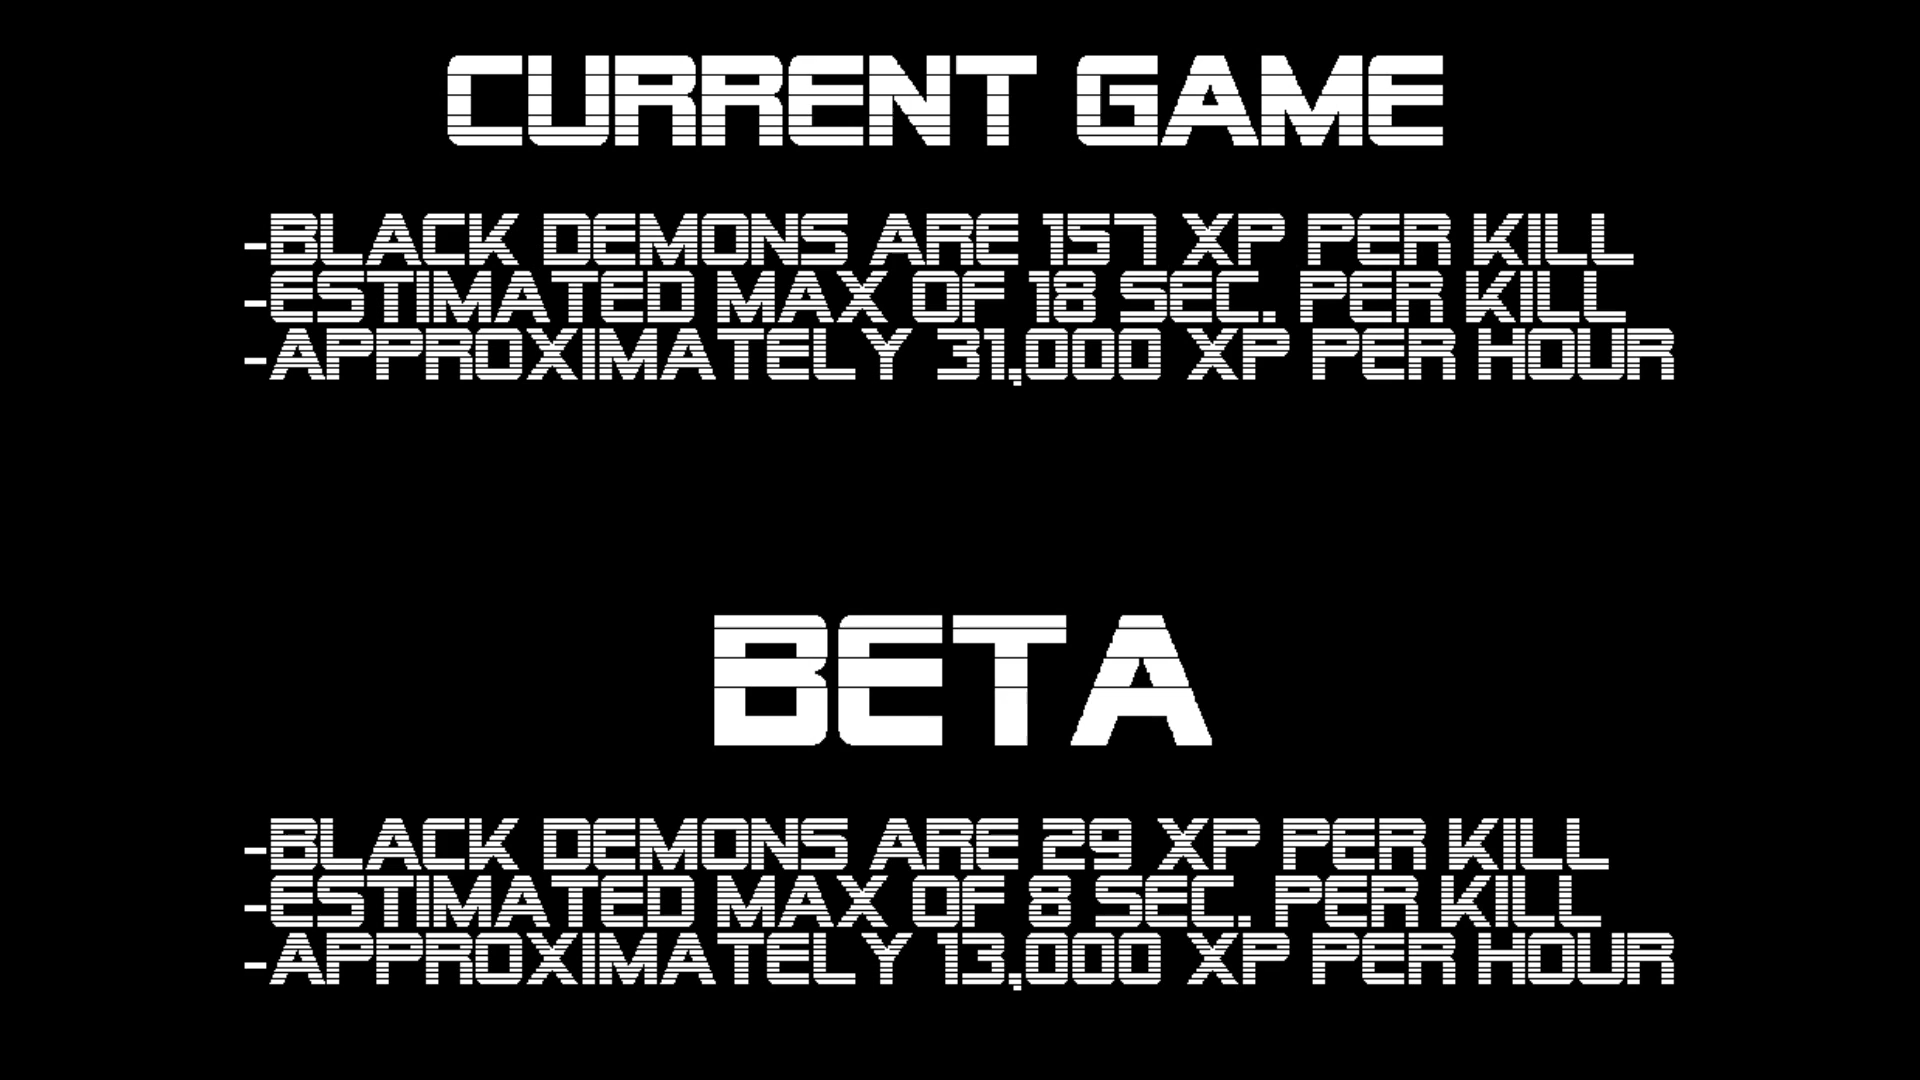 CURRENT GAME
-BLACK DEMONS ARE 157 XP PER KILL
-ESTIMATED MAX OF 18 SEC. PER KILL
-APPROXIMATELY 31,000 XP PER HOUR
BETA
-BLACK DEMONS ARE 29 XP PER KILL
-ESTIMATED MAX OF 8 SEC. PER KILL
-APPROXIMATELY 13,000 XP PER HOUR